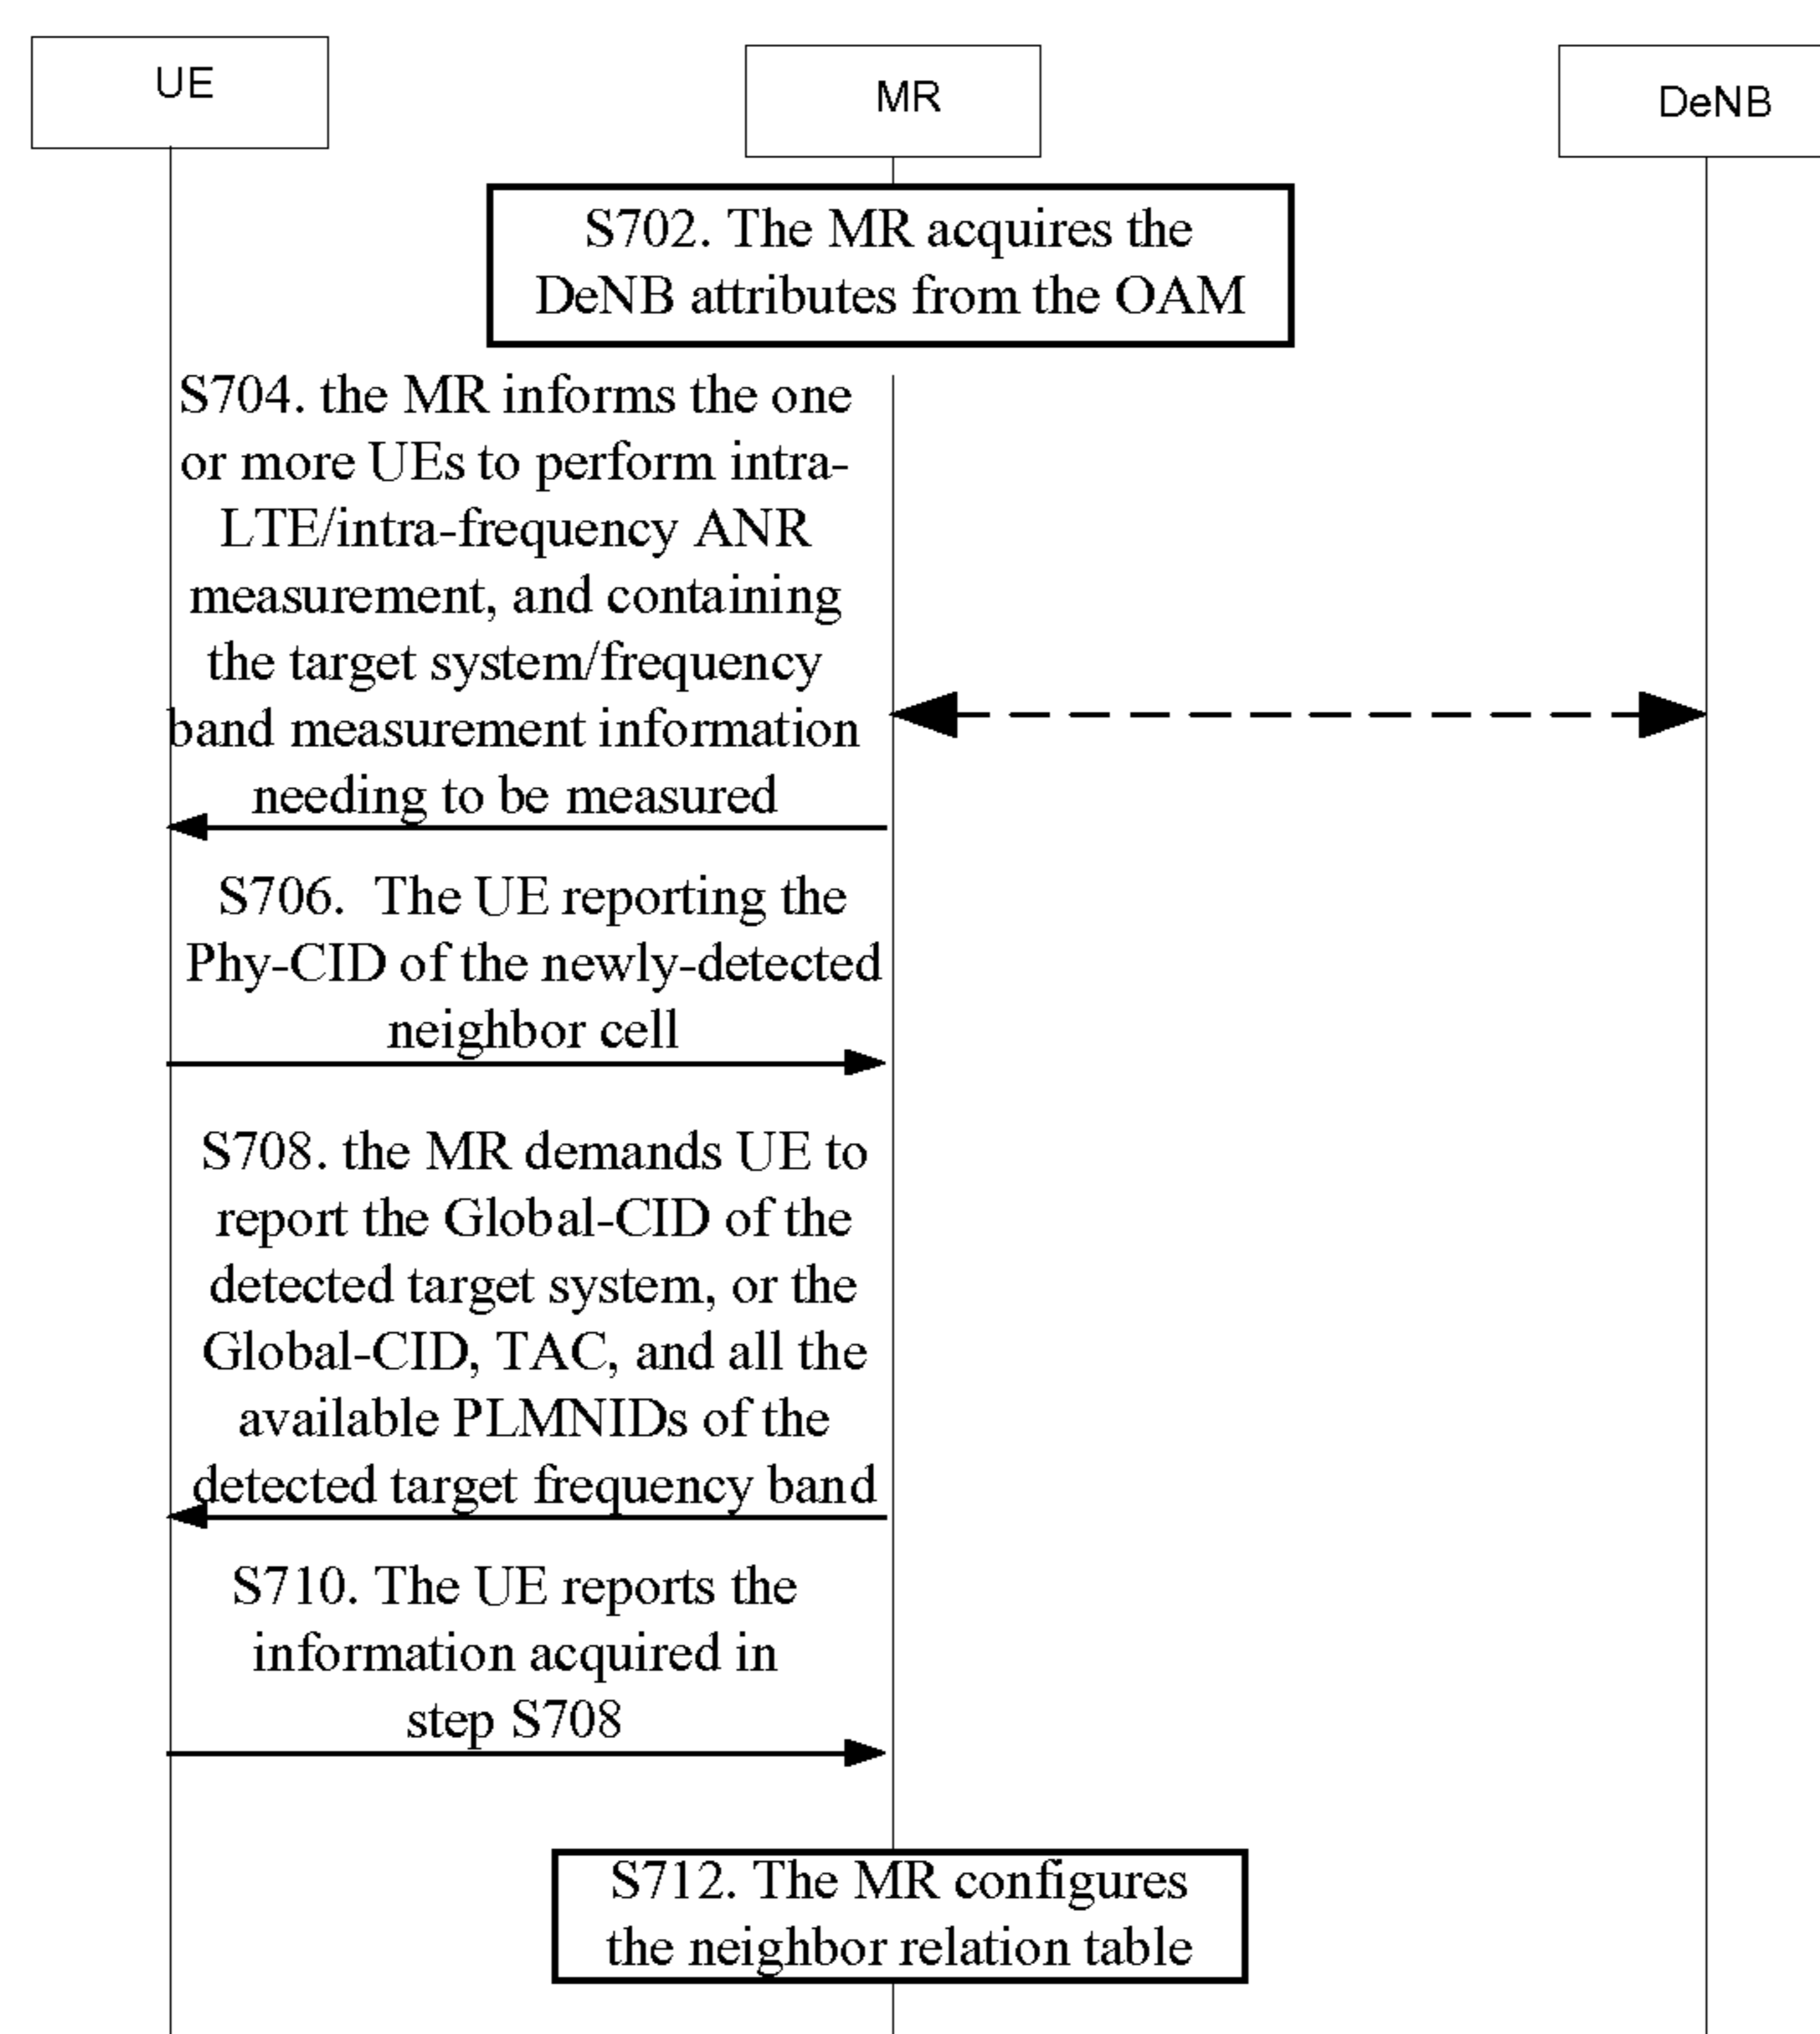 UE
MR
DeNB
S702. The MR acquires the
DeNB attributes from the OAM
S704. the MR informs the one
or more UEs to perform intra-
LTE/intra-frequency ANR
measurement, and containing
the target system/frequency
band measurement information
needing to be measured
S706. The UE reporting the
Phy-CID of the newly-detected
neighbor cell
S708. the MR demands UE to
report the Global-CID of the
detected target system, or the
Global-CID, TAC, and all the
available PLMNIDs of the
detected target frequency band
S710. The UE reports the
information acquired in
step S708
S712. The MR configures
the neighbor relation table